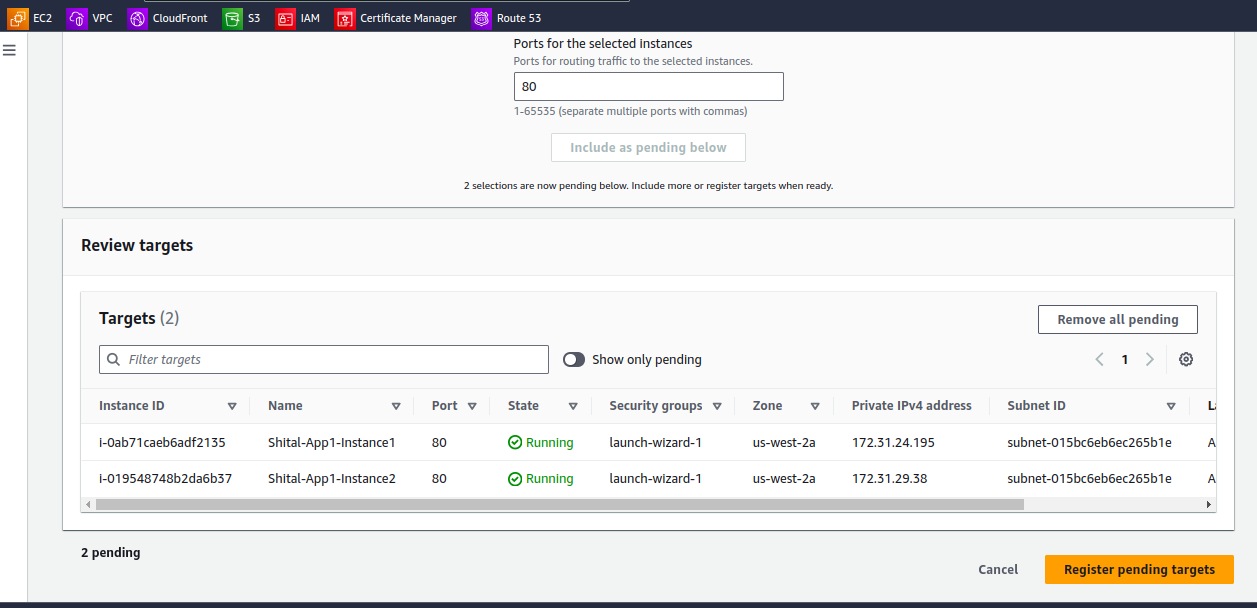 EC2 VPC CloudFront S3 IAM Certificate Manager Route 53
Ports for the selected instances
Ports for routing traffic to the selected instances.
80
1-65535 (separate multiple ports with commas)
Include as pending below
2 selections are now pending below. Include more or register targets when ready.
Review targets
Targets (2)
Remove all pending
Filter targets
Show only pending
1
Instance ID Name Port State Security groups Zone Private IPv4 address Subnet ID
i-0ab71caeb6adf2135 Shital-App1-Instance1 80 Running launch-wizard-1 us-west-2a 172.31.24.195 subnet-015bc6eb6ec265b1e A
i-019548748b2da6b37 Shital-App1-Instance2 80 Running launch-wizard-1 us-west-2a 172.31.29.38 subnet-015bc6eb6ec265b1e A
2 pending
Cancel
Register pending targets